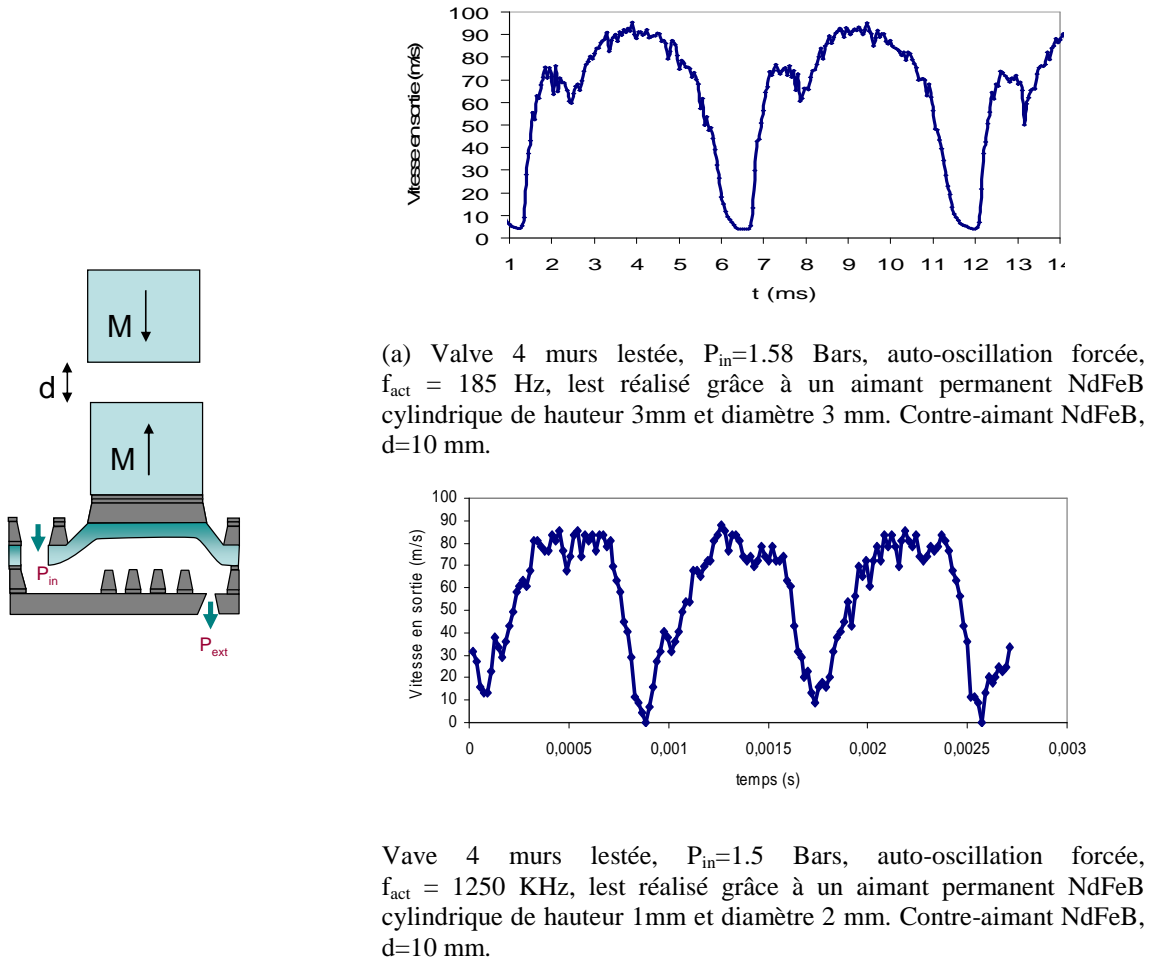 100
90
80
70
60
50
40
30
20
10
0
Vitesse en sortie (m/s)
1 2 3 4 5 6 7 8 9 10 11 12 13 14
t (ms)
M
d
M
P_in
P_ext
(a) Valve 4 murs lestée, P_in=1.58 Bars, auto-oscillation forcée,
f_act = 185 Hz, lest réalisé grâce à un aimant permanent NdFeB
cylindrique de hauteur 3mm et diamètre 3 mm. Contre-aimant NdFeB,
d=10 mm.
100
90
80
70
60
50
40
30
20
10
0
Vitesse en sortie (m/s)
0 0,0005 0,001 0,0015 0,002 0,0025 0,003
temps (s)
Vave 4 murs lestée, P_in=1.5 Bars, auto-oscillation forcée,
f_act = 1250 KHz, lest réalisé grâce à un aimant permanent NdFeB
cylindrique de hauteur 1mm et diamètre 2 mm. Contre-aimant NdFeB,
d=10 mm.